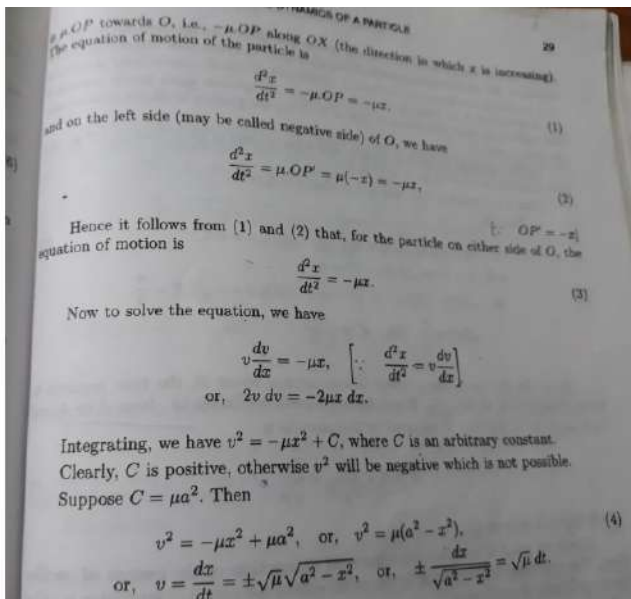 DYNAMICS OF A PARTICLE
29
μ.OP towards O, i.e., −μ.OP along OX (the direction in which x is increasing).
The equation of motion of the particle is
d²x/dt² = −μ.OP = −μx. (1)
and on the left side (may be called negative side) of O, we have
d²x/dt² = μ.OP′ = μ(−x) = −μx, (2)
[∵ OP′ = −x]
Hence it follows from (1) and (2) that, for the particle on either side of O, the
equation of motion is
d²x/dt² = −μx. (3)
Now to solve the equation, we have
v dv/dx = −μx, [∵ d²x/dt² = v dv/dx]
or, 2v dv = −2μx dx.
Integrating, we have v² = −μx² + C, where C is an arbitrary constant.
Clearly, C is positive, otherwise v² will be negative which is not possible.
Suppose C = μa². Then
v² = −μx² + μa², or, v² = μ(a² − x²), (4)
or, v = dx/dt = ±√μ √(a² − x²), or, ± dx/√(a² − x²) = √μ dt.